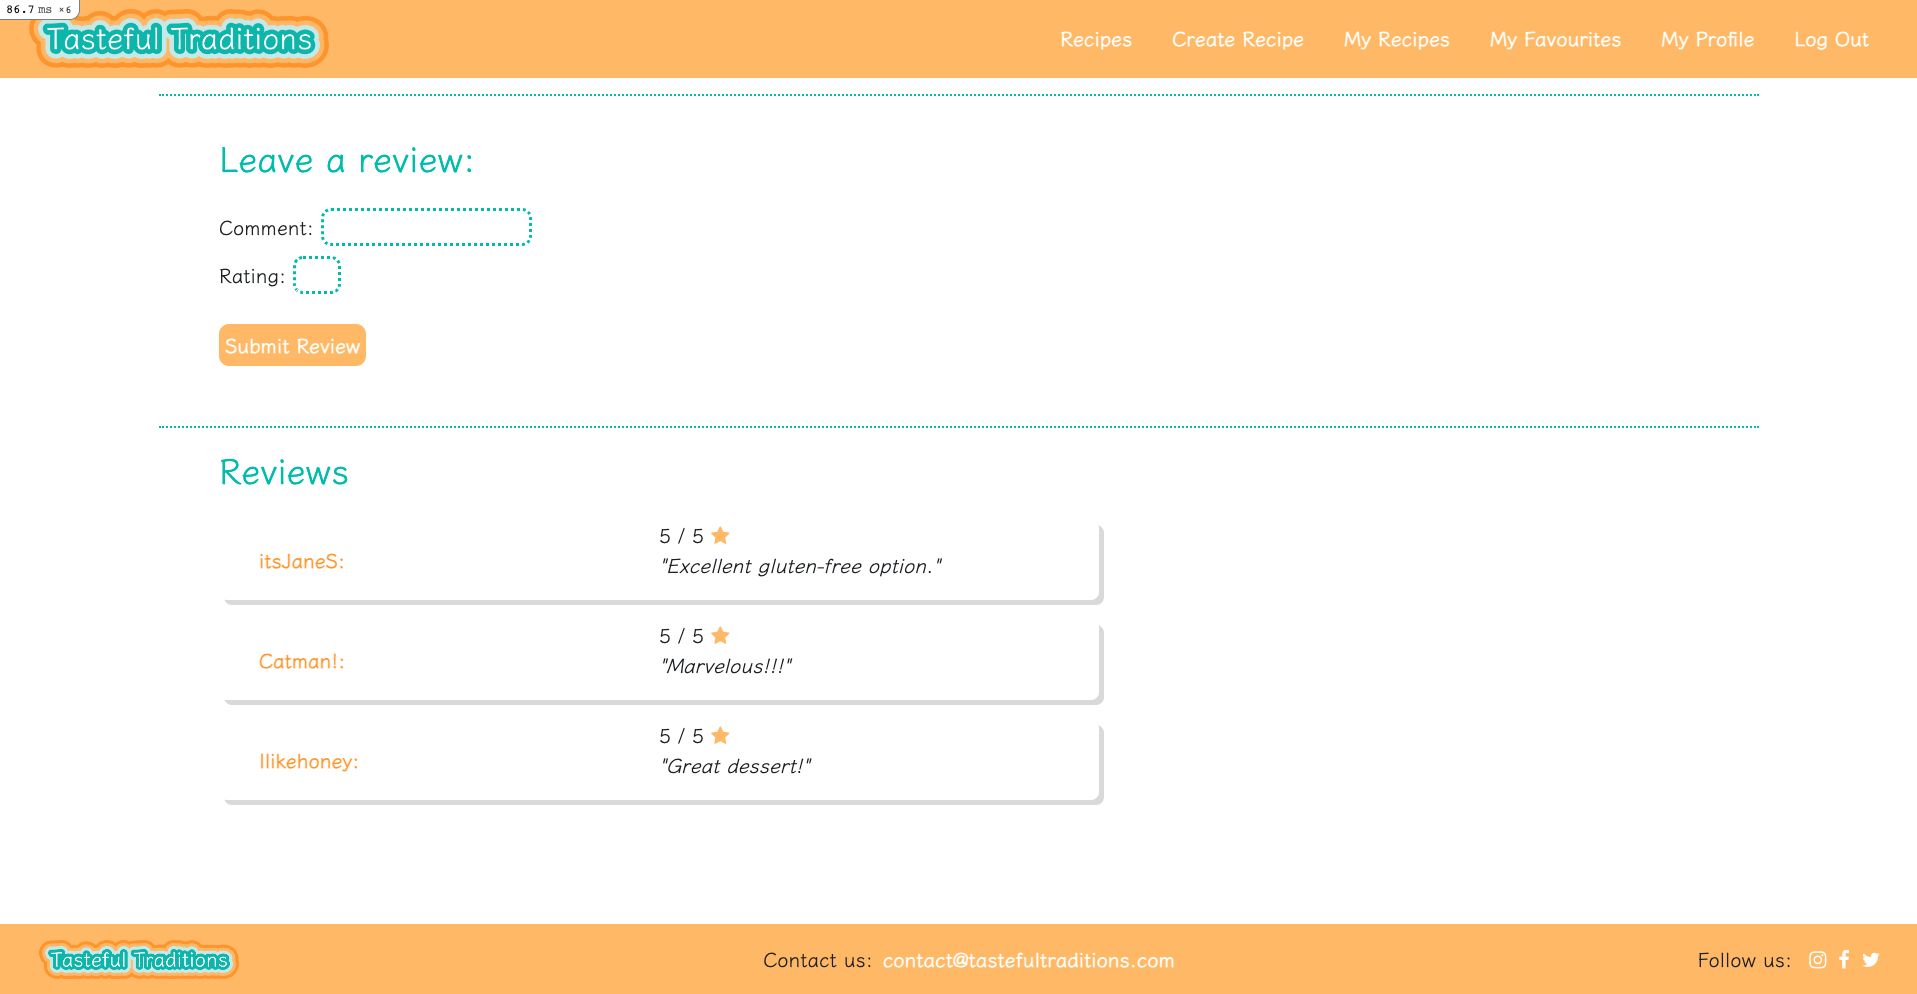 86.7 ms ×6
Tasteful Traditions
Recipes
Create Recipe
My Recipes
My Favourites
My Profile
Log Out
Leave a review:
Comment:
Rating:
Submit Review
Reviews
5 / 5
itsJaneS:
"Excellent gluten-free option."
5 / 5
Catman!:
"Marvelous!!!"
5 / 5
Ilikehoney:
"Great dessert!"
Tasteful Traditions
Contact us: contact@tastefultraditions.com
Follow us: